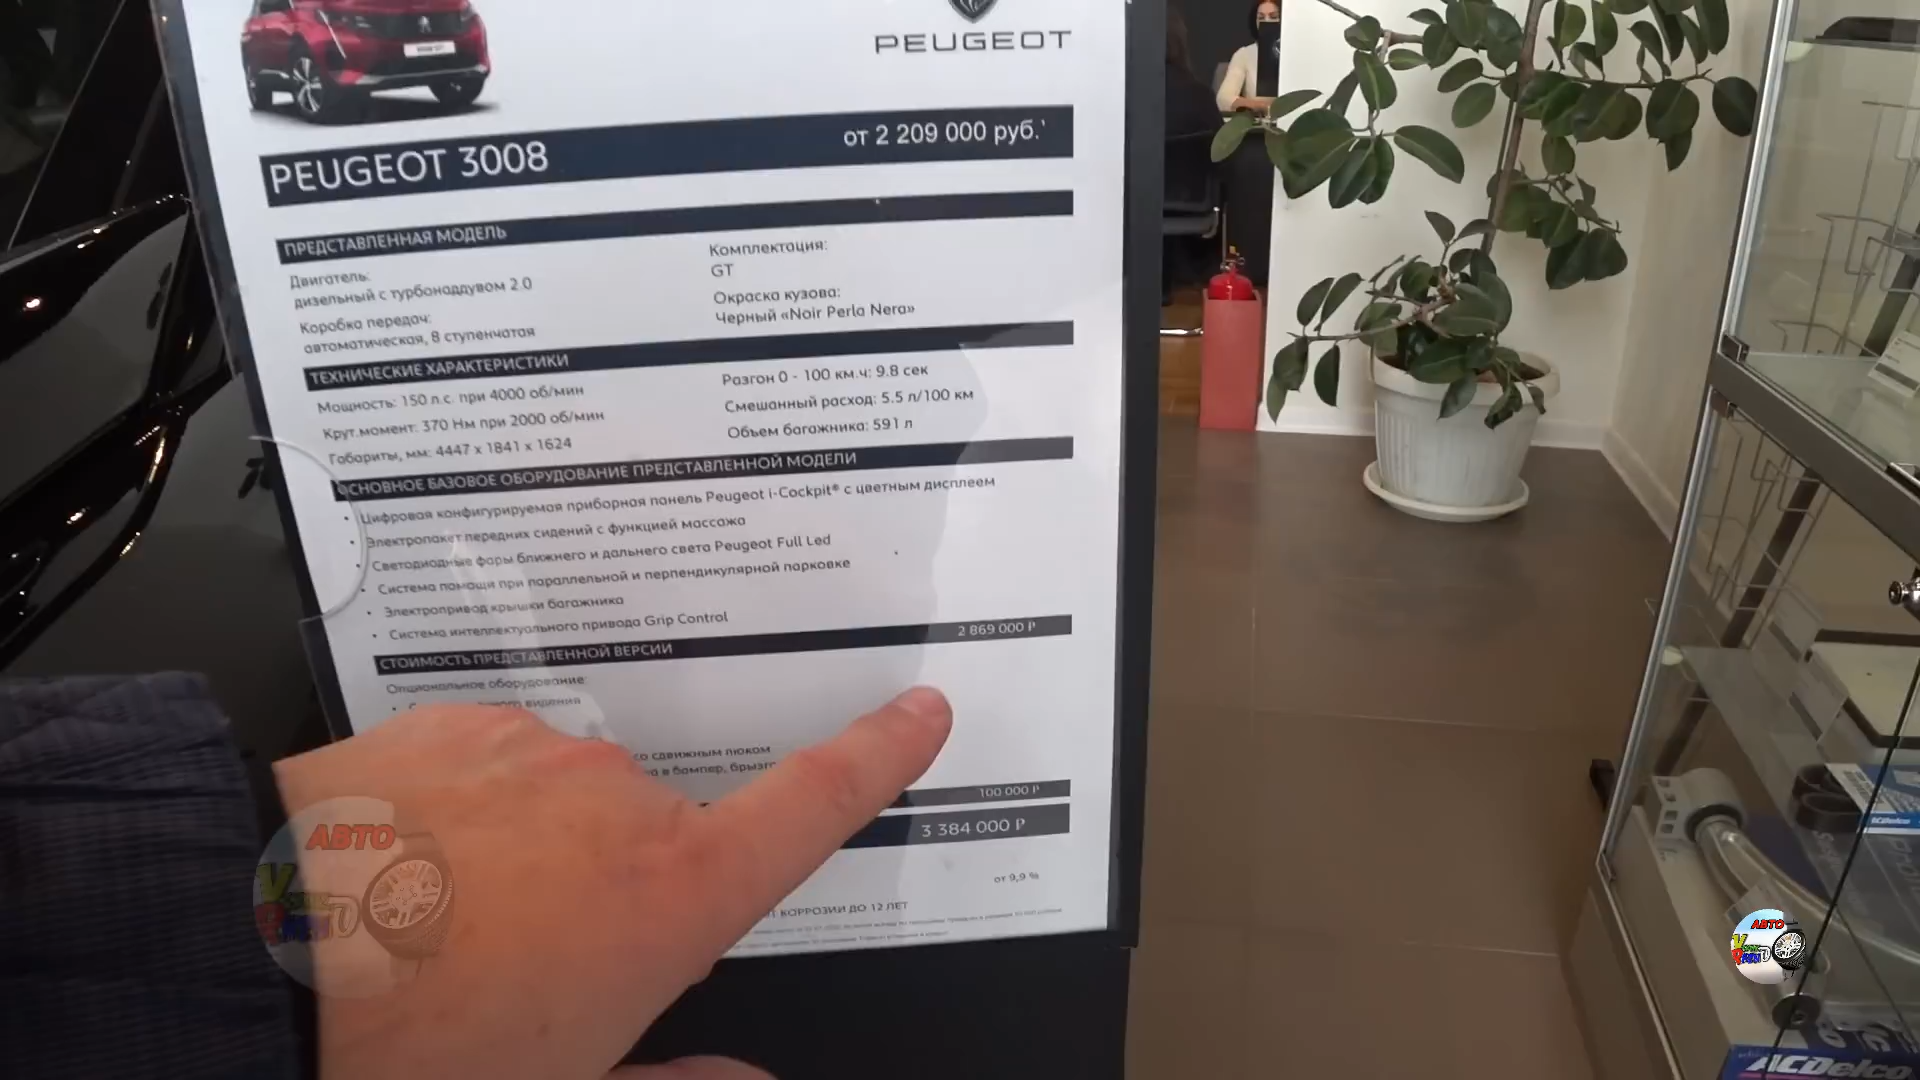 PEUGEOT
PEUGEOT 3008
от 2 209 000 руб.¹
ПРЕДСТАВЛЕННАЯ МОДЕЛЬ
Двигатель:
дизельный с турбонаддувом 2.0
Коробка передач:
автоматическая, 8 ступенчатая
Комплектация:
GT
Окраска кузова:
Черный «Noir Perla Nera»
ТЕХНИЧЕСКИЕ ХАРАКТЕРИСТИКИ
Мощность: 150 л.с. при 4000 об/мин
Крут.момент: 370 Нм при 2000 об/мин
Габариты, мм: 4447 x 1841 x 1624
Разгон 0 - 100 км.ч: 9.8 сек
Смешанный расход: 5.5 л/100 км
Объем багажника: 591 л
ОСНОВНОЕ БАЗОВОЕ ОБОРУДОВАНИЕ ПРЕДСТАВЛЕННОЙ МОДЕЛИ
• Цифровая конфигурируемая приборная панель Peugeot i-Cockpit® с цветным дисплеем
• Электропакет передних сидений с функцией массажа
• Светодиодные фары ближнего и дальнего света Peugeot Full Led
• Система помощи при параллельной и перпендикулярной парковке
• Электропривод крышки багажника
• Система интеллектуального привода Grip Control
СТОИМОСТЬ ПРЕДСТАВЛЕННОЙ ВЕРСИИ 2 869 000 ₽
Опциональное оборудование:
видения
со сдвижным люком
в бампер,
100 000 ₽
3 384 000 ₽
от 9,9 %
КОРРОЗИИ ДО 12 ЛЕТ
АВТО
АВТО
ACDelco
ACDelco